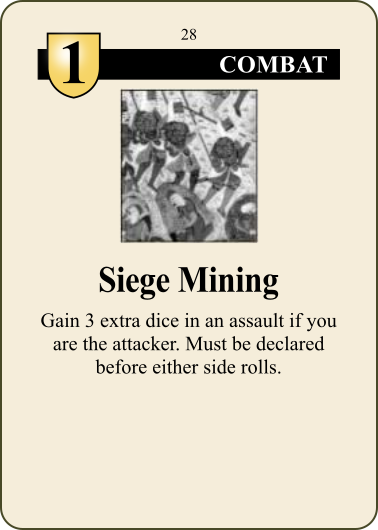 28
1
COMBAT
Siege Mining
Gain 3 extra dice in an assault if you
are the attacker. Must be declared
before either side rolls.